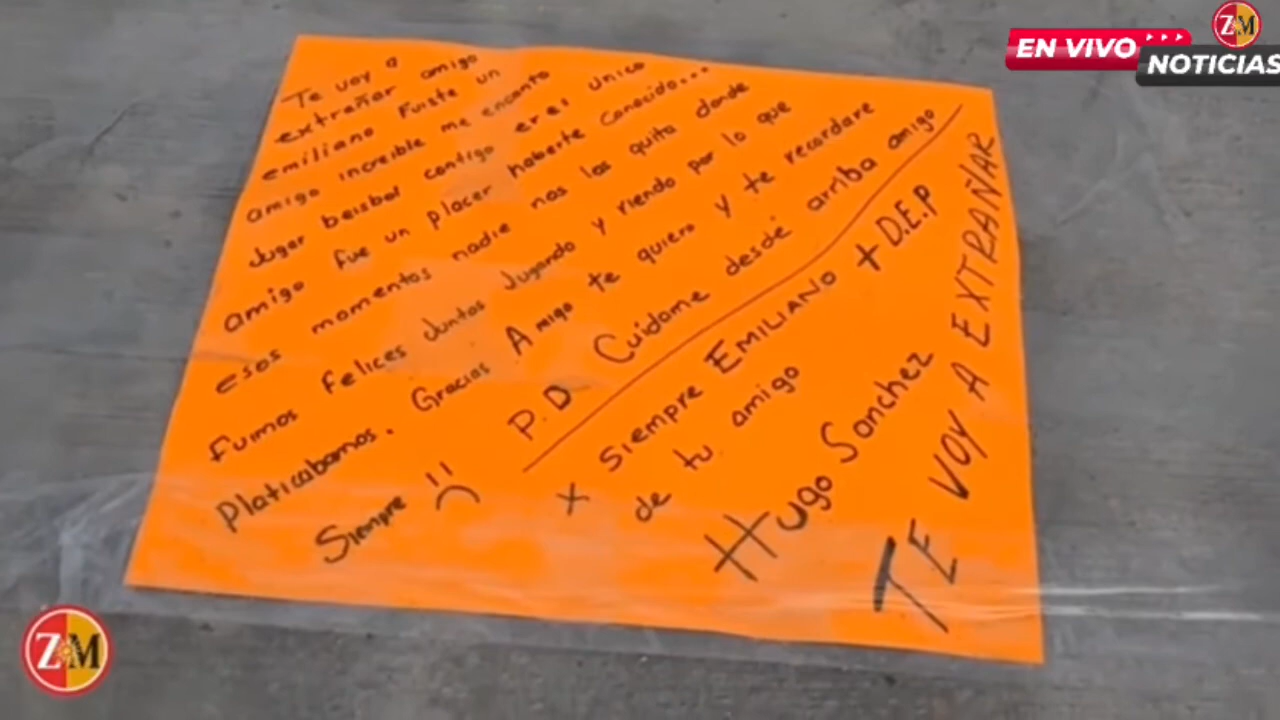 Te voy a
extrañar amigo
emiliano Fuiste un
amigo increible me encanto
Jugar beisbol contigo eres unico
amigo fue un placer haberte conocido...
esos momentos nadie nos los quita donde
Fuimos felices Juntos Jugando y riendo por lo que
Platicabamos. Gracias Amigo te quiero y te recordare
Siempre
P.D Cuidame desde arriba amigo
x siempre EMILIANO + D.E.P
de tu amigo
Hugo Sanchez
TE VOY A EXTRAÑAR
EN VIVO
ZM
NOTICIAS
ZM